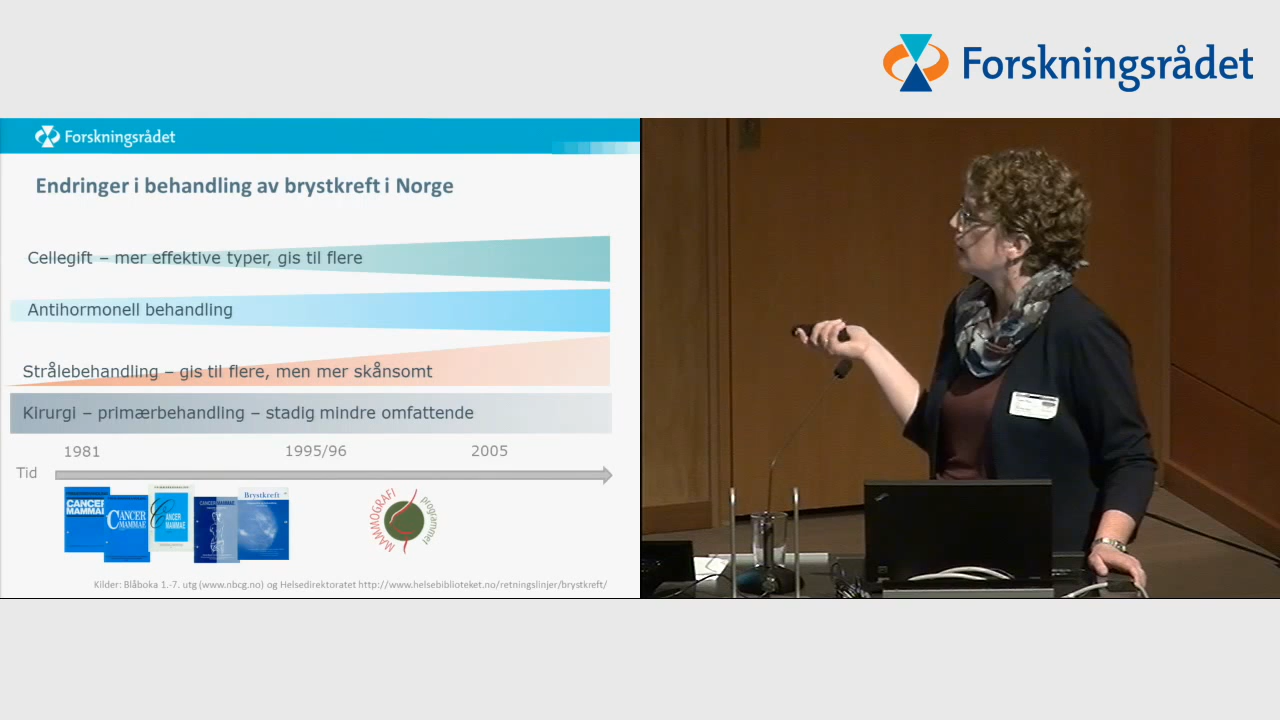 Forskningsrådet
Forskningsrådet
Endringer i behandling av brystkreft i Norge
Cellegift – mer effektive typer, gis til flere
Antihormonell behandling
Strålebehandling – gis til flere, men mer skånsomt
Kirurgi – primærbehandling – stadig mindre omfattende
1981 1995/96 2005
Tid
CANCER
MAMMAE
CANCER
MAMMAE
CANCER
MAMMAE
CANCER MAMMAE
Brystkreft
MAMMOGRAFI
programmet
Kilder: Blåboka 1.-7. utg (www.nbcg.no) og Helsedirektoratet http://www.helsebiblioteket.no/retningslinjer/brystkreft/